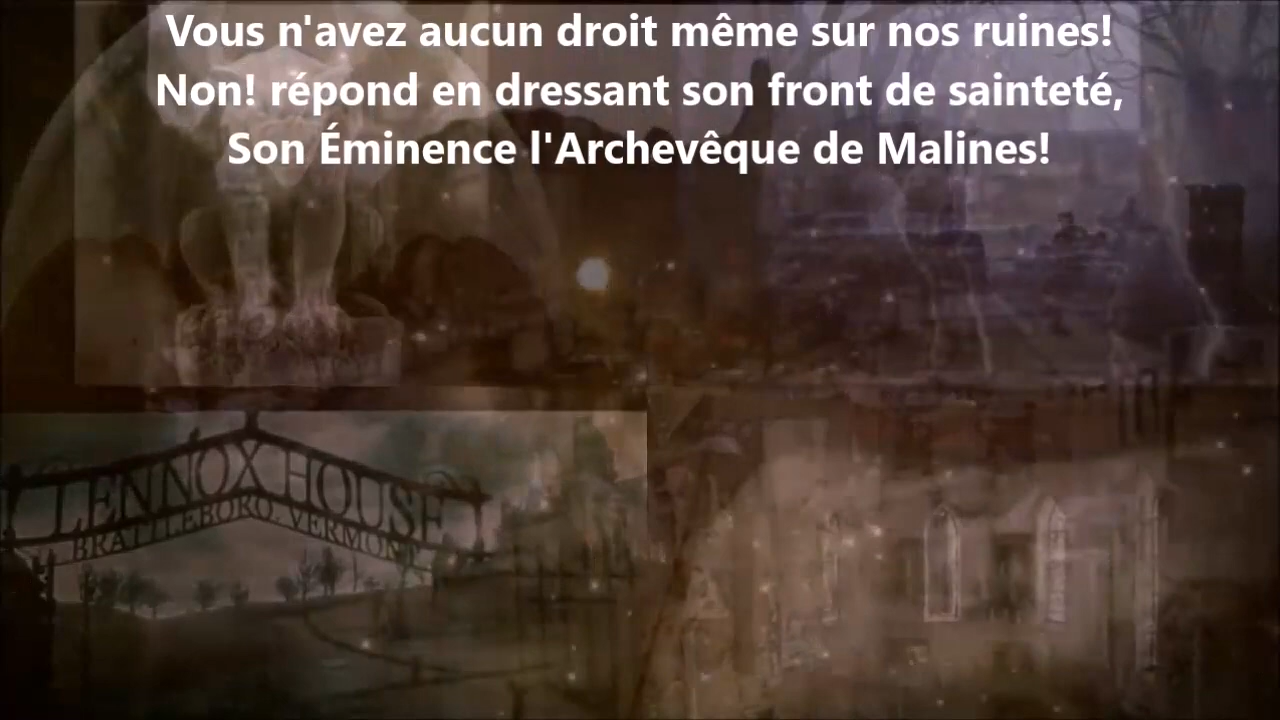 Vous n'avez aucun droit même sur nos ruines!
Non! répond en dressant son front de sainteté,
Son Éminence l'Archevêque de Malines!
LENNOX HOUSE
BRATTLEBORO, VERMONT